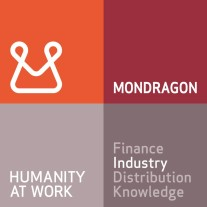 MONDRAGON
HUMANITY
AT WORK
Finance
Industry
Distribution
Knowledge